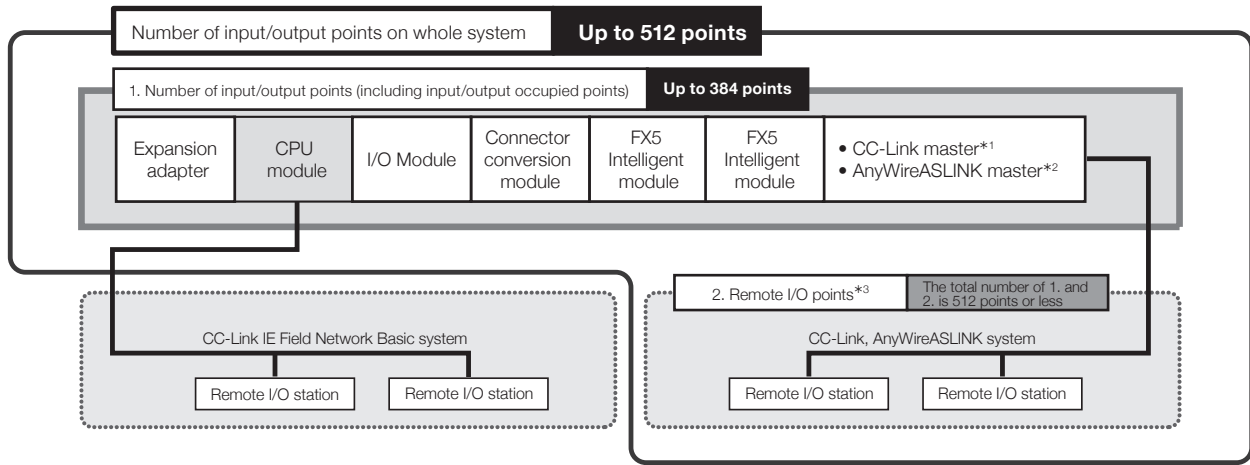 Number of input/output points on whole system
Up to 512 points
1. Number of input/output points (including input/output occupied points)
Up to 384 points
Expansion
adapter
CPU
module
I/O Module
Connector
conversion
module
FX5
Intelligent
module
FX5
Intelligent
module
• CC-Link master*1
• AnyWireASLINK master*2
2. Remote I/O points*3
The total number of 1. and
2. is 512 points or less
CC-Link IE Field Network Basic system
Remote I/O station
Remote I/O station
CC-Link, AnyWireASLINK system
Remote I/O station
Remote I/O station